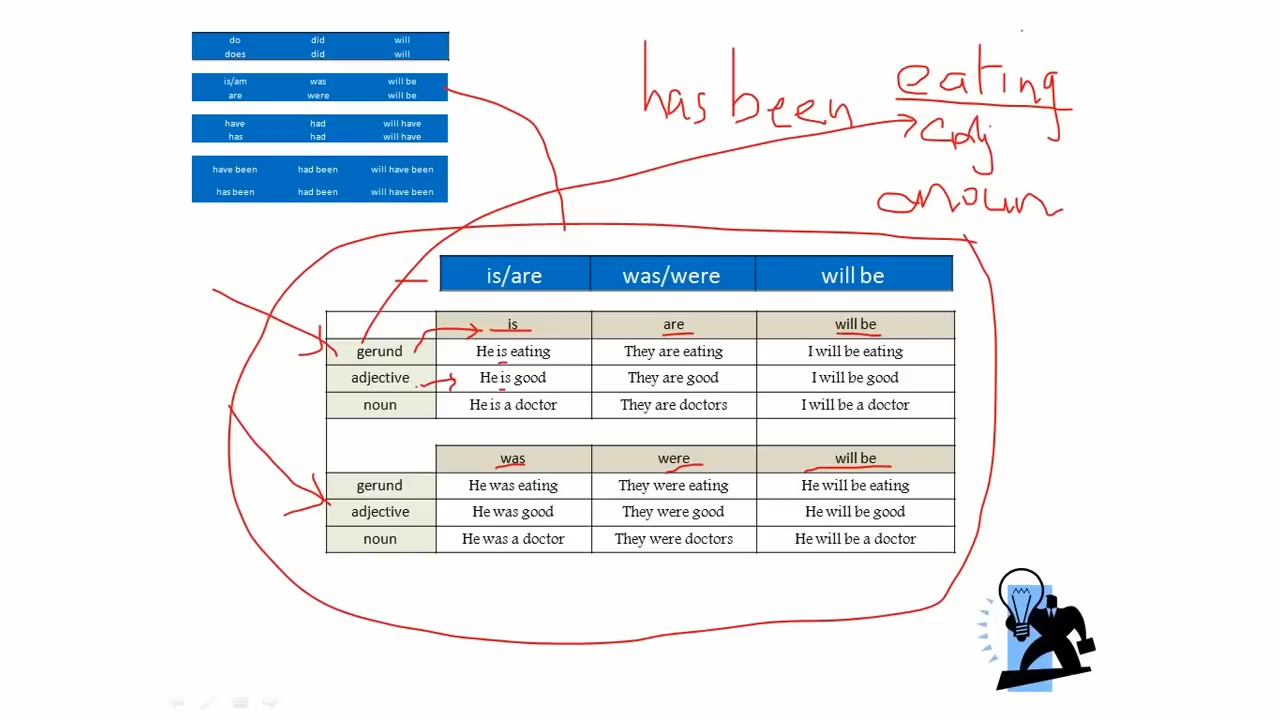 do did will
does did will
is/am was will be
are were will be
have had will have
has had will have
have been had been will have been
has been had been will have been
has been eating
adj
noun
is/are was/were will be
is are will be
gerund He is eating They are eating I will be eating
adjective He is good They are good I will be good
noun He is a doctor They are doctors I will be a doctor
was were will be
gerund He was eating They were eating He will be eating
adjective He was good They were good He will be good
noun He was a doctor They were doctors He will be a doctor